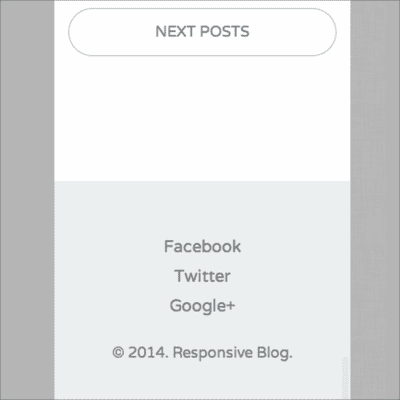 NEXT POSTS
Facebook
Twitter
Google+
© 2014. Responsive Blog.